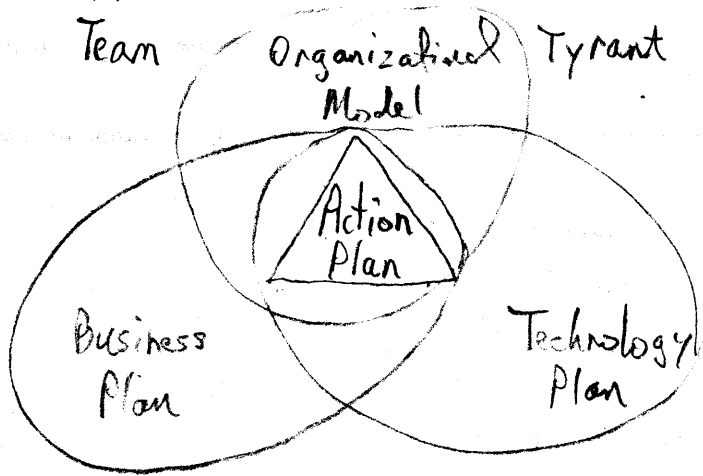 Team Organizational Tyrant
Model
Action
Plan
Business
Plan
Technology
Plan